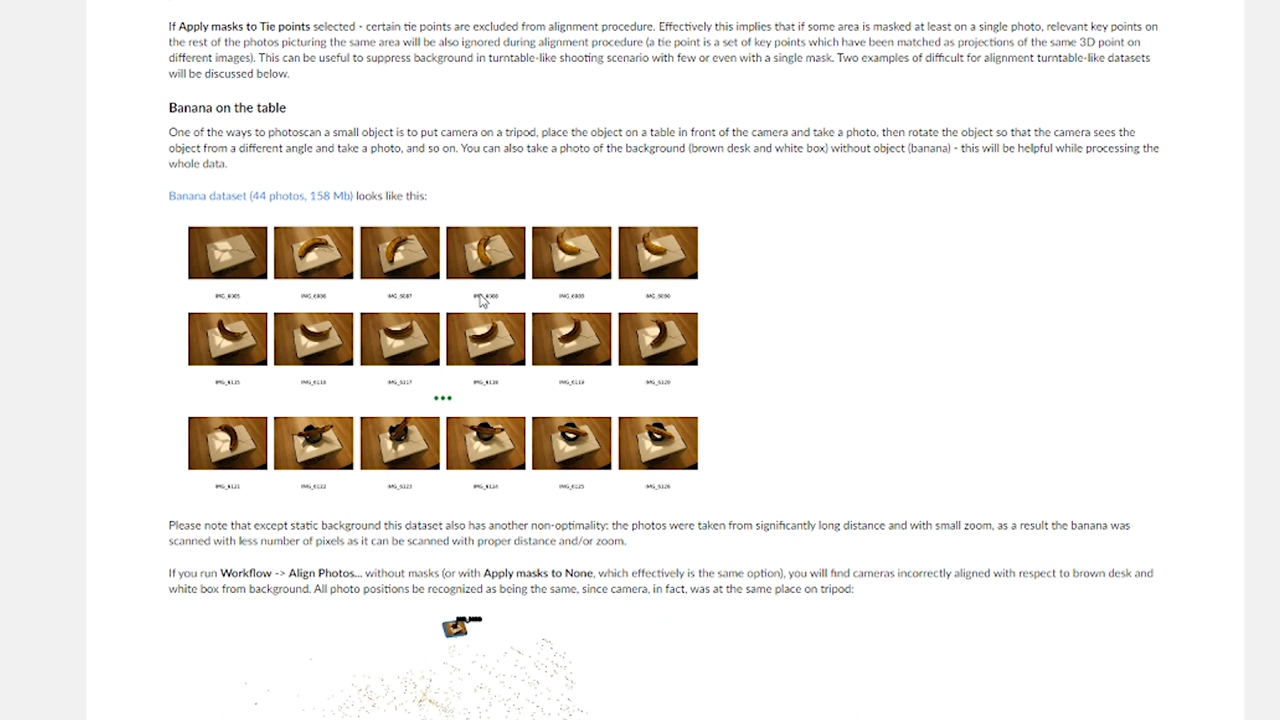 If Apply masks to Tie points selected - certain tie points are excluded from alignment procedure. Effectively this implies that if some area is masked at least on a single photo, relevant key points on
the rest of the photos picturing the same area will be also ignored during alignment procedure (a tie point is a set of key points which have been matched as projections of the same 3D point on
different images). This can be useful to suppress background in turntable-like shooting scenario with few or even with a single mask. Two examples of difficult for alignment turntable-like datasets
will be discussed below.
Banana on the table
One of the ways to photoscan a small object is to put camera on a tripod, place the object on a table in front of the camera and take a photo, then rotate the object so that the camera sees the
object from a different angle and take a photo, and so on. You can also take a photo of the background (brown desk and white box) without object (banana) - this will be helpful while processing the
whole data.
Banana dataset (44 photos, 158 Mb) looks like this:
Please note that except static background this dataset also has another non-optimality: the photos were taken from significantly long distance and with small zoom, as a result the banana was
scanned with less number of pixels as it can be scanned with proper distance and/or zoom.
If you run Workflow -> Align Photos... without masks (or with Apply masks to None, which effectively is the same option), you will find cameras incorrectly aligned with respect to brown desk and
white box from background. All photo positions be recognized as being the same, since camera, in fact, was at the same place on tripod: